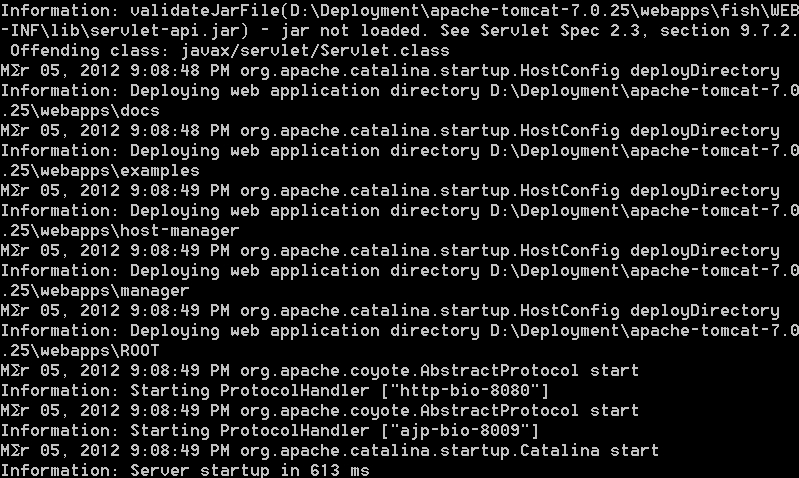 Information: validateJarFile(D:\Deployment\apache-tomcat-7.0.25\webapps\fish\WEB
-INF\lib\servlet-api.jar) - jar not loaded. See Servlet Spec 2.3, section 9.7.2.
 Offending class: javax/servlet/Servlet.class
MΣr 05, 2012 9:08:48 PM org.apache.catalina.startup.HostConfig deployDirectory
Information: Deploying web application directory D:\Deployment\apache-tomcat-7.0
.25\webapps\docs
MΣr 05, 2012 9:08:48 PM org.apache.catalina.startup.HostConfig deployDirectory
Information: Deploying web application directory D:\Deployment\apache-tomcat-7.0
.25\webapps\examples
MΣr 05, 2012 9:08:49 PM org.apache.catalina.startup.HostConfig deployDirectory
Information: Deploying web application directory D:\Deployment\apache-tomcat-7.0
.25\webapps\host-manager
MΣr 05, 2012 9:08:49 PM org.apache.catalina.startup.HostConfig deployDirectory
Information: Deploying web application directory D:\Deployment\apache-tomcat-7.0
.25\webapps\manager
MΣr 05, 2012 9:08:49 PM org.apache.catalina.startup.HostConfig deployDirectory
Information: Deploying web application directory D:\Deployment\apache-tomcat-7.0
.25\webapps\ROOT
MΣr 05, 2012 9:08:49 PM org.apache.coyote.AbstractProtocol start
Information: Starting ProtocolHandler ["http-bio-8080"]
MΣr 05, 2012 9:08:49 PM org.apache.coyote.AbstractProtocol start
Information: Starting ProtocolHandler ["ajp-bio-8009"]
MΣr 05, 2012 9:08:49 PM org.apache.catalina.startup.Catalina start
Information: Server startup in 613 ms